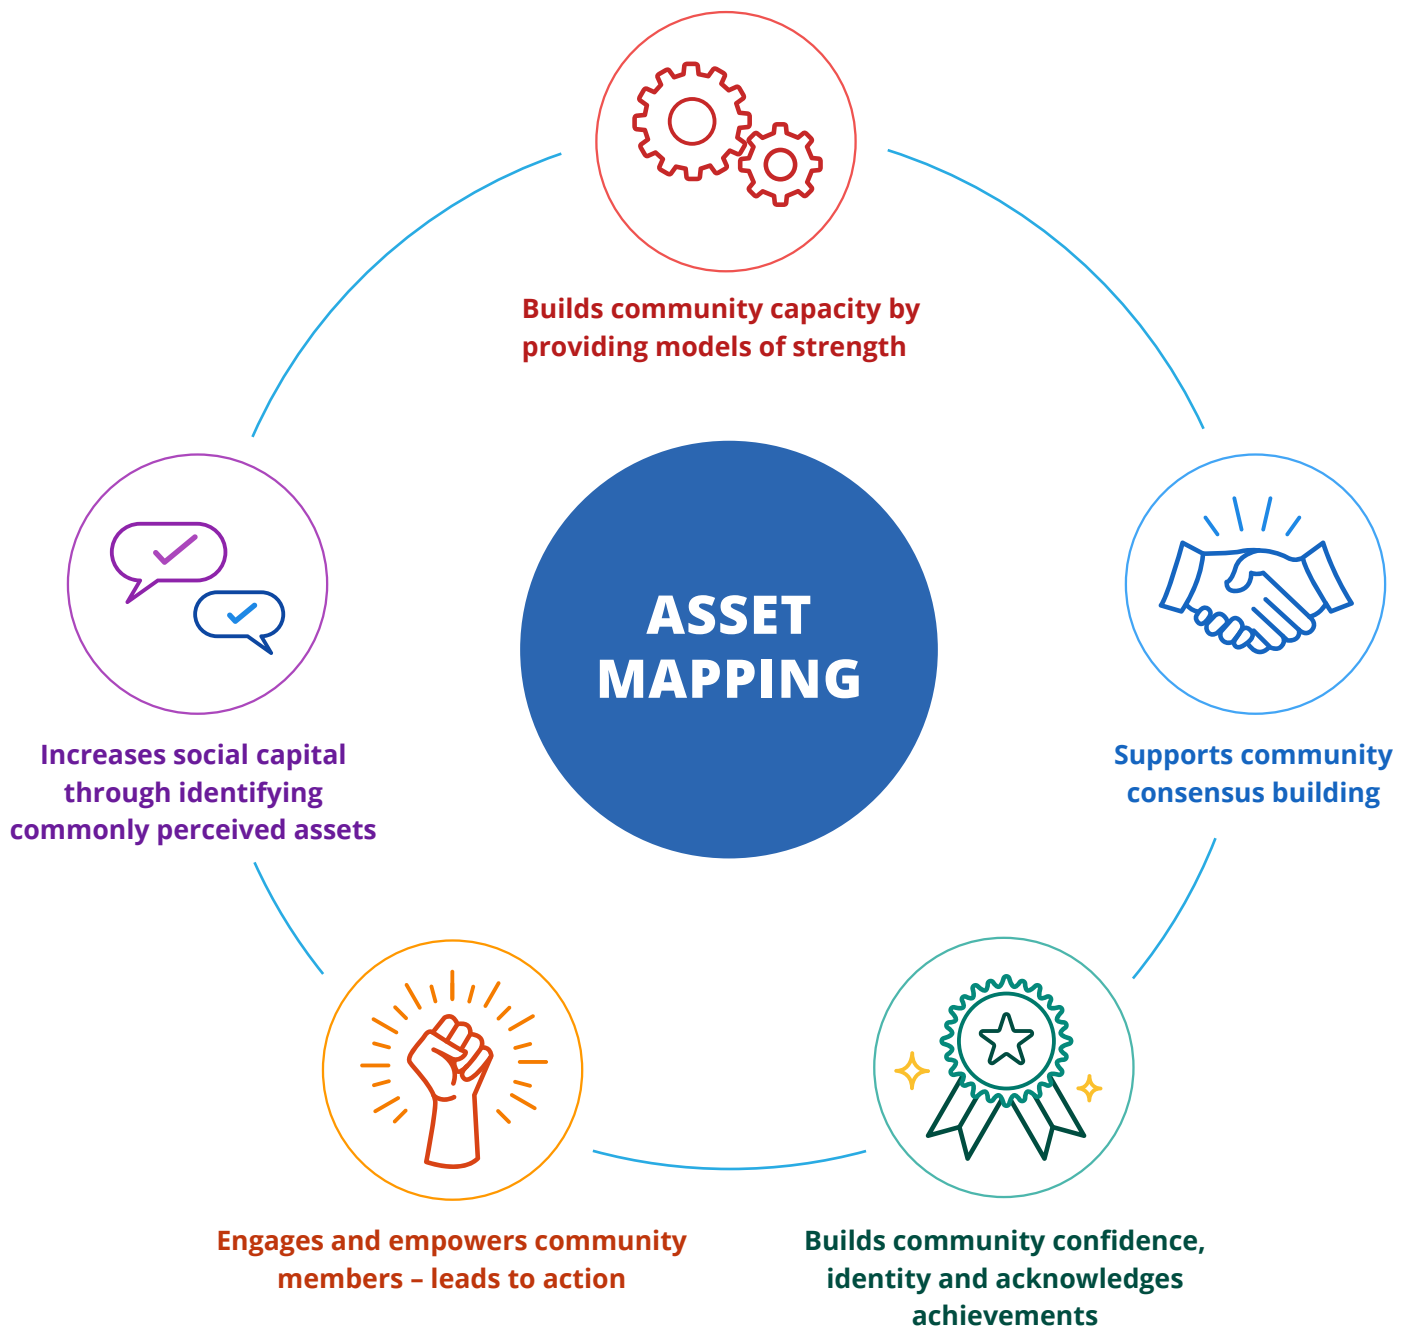 Builds community capacity by
providing models of strength
ASSET
MAPPING
Increases social capital
through identifying
commonly perceived assets
Supports community
consensus building
Engages and empowers community
members – leads to action
Builds community confidence,
identity and acknowledges
achievements